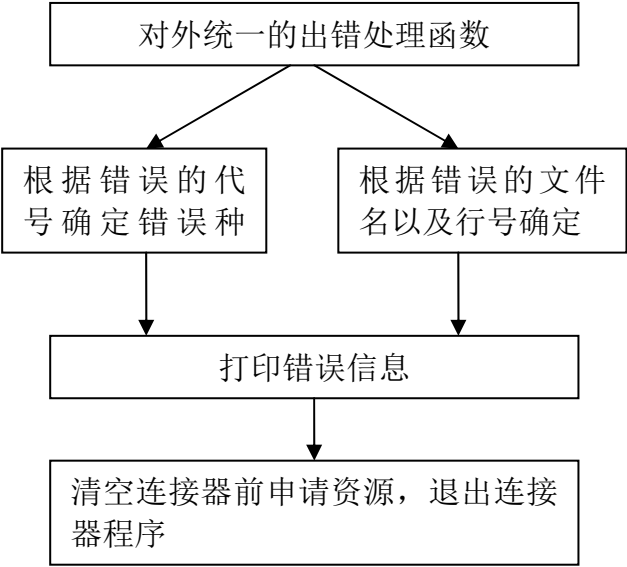 对外统一的出错处理函数
根据错误的代
号确定错误种
根据错误的文件
名以及行号确定
打印错误信息
清空连接器前申请资源，退出连接
器程序